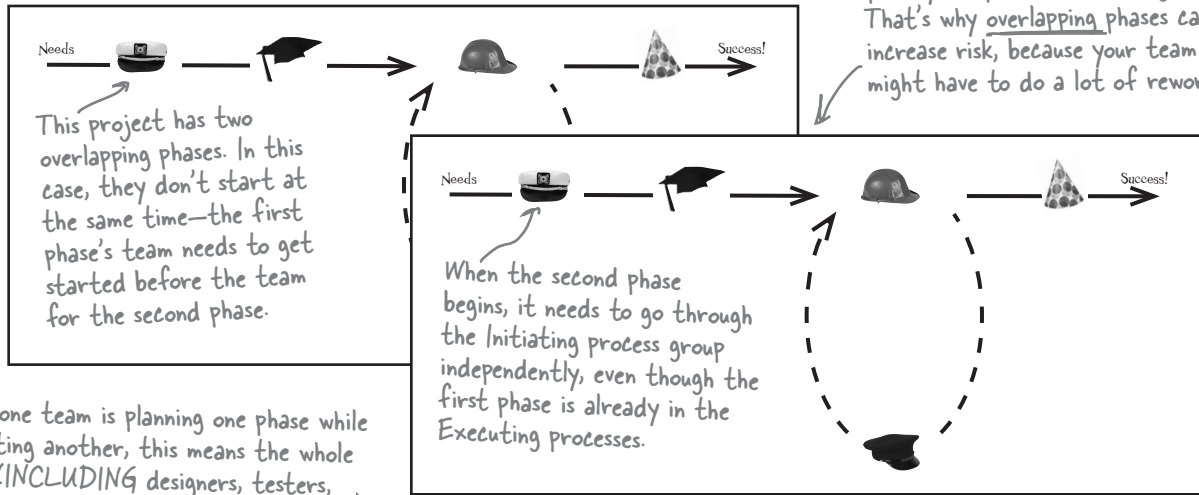 Needs
Success!
This project has two
overlapping phases. In this
case, they don't start at
the same time—the first
phase's team needs to get
started before the team
for the second phase.
That's why overlapping phases
increase risk, because your team
might have to do a lot of
Needs
Success!
When the second phase
begins, it needs to go through
the Initiating process group
independently, even though the
first phase is already in the
Executing processes.
one team is planning one phase while
another, this means the whole
INCLUDING designers, testers,